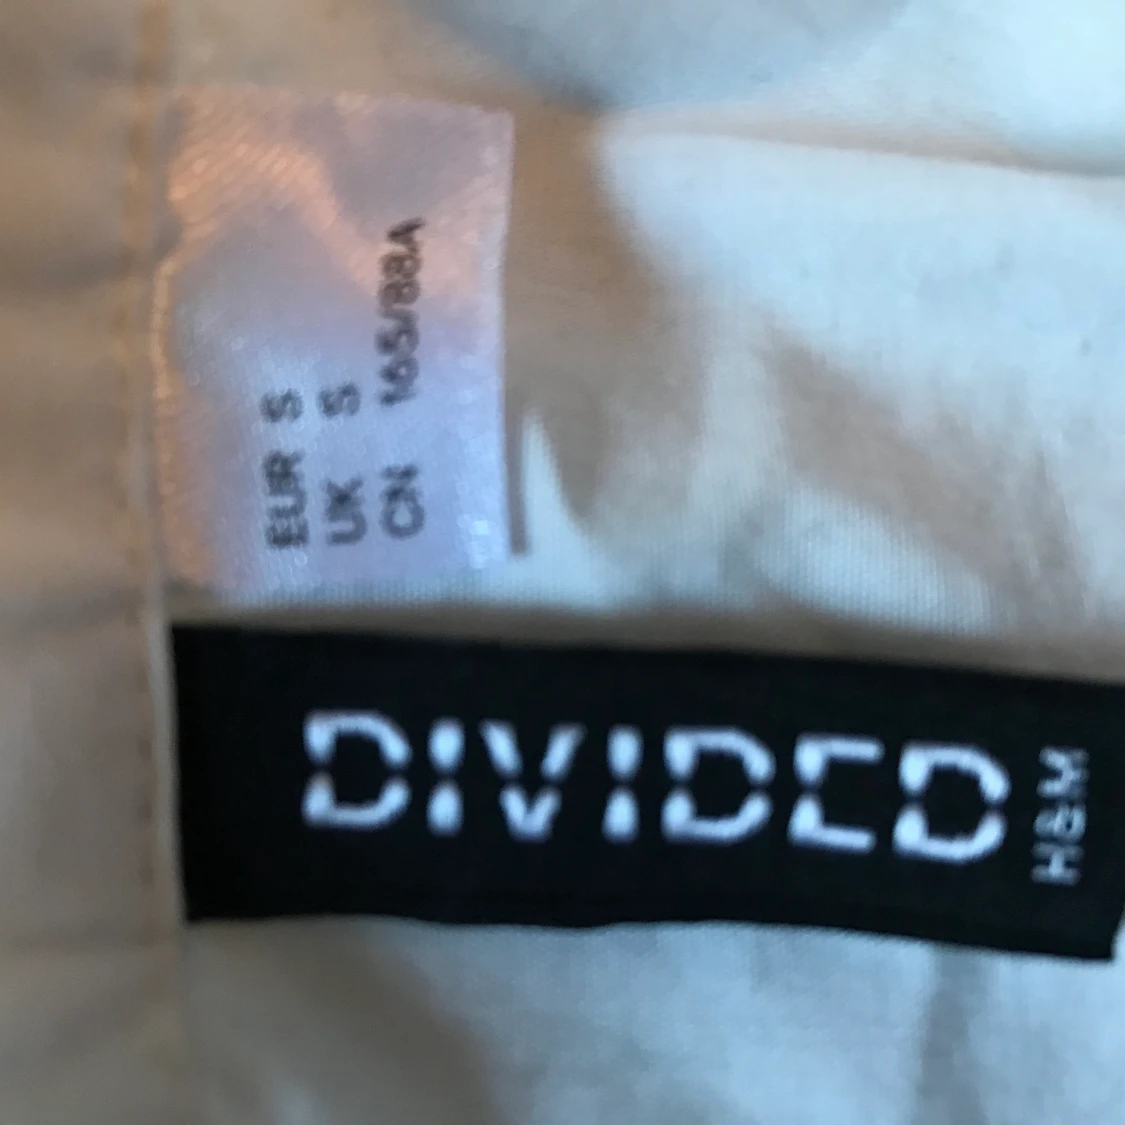 EUR S
UK S
CN 165/88A
DIVIDED
H&M